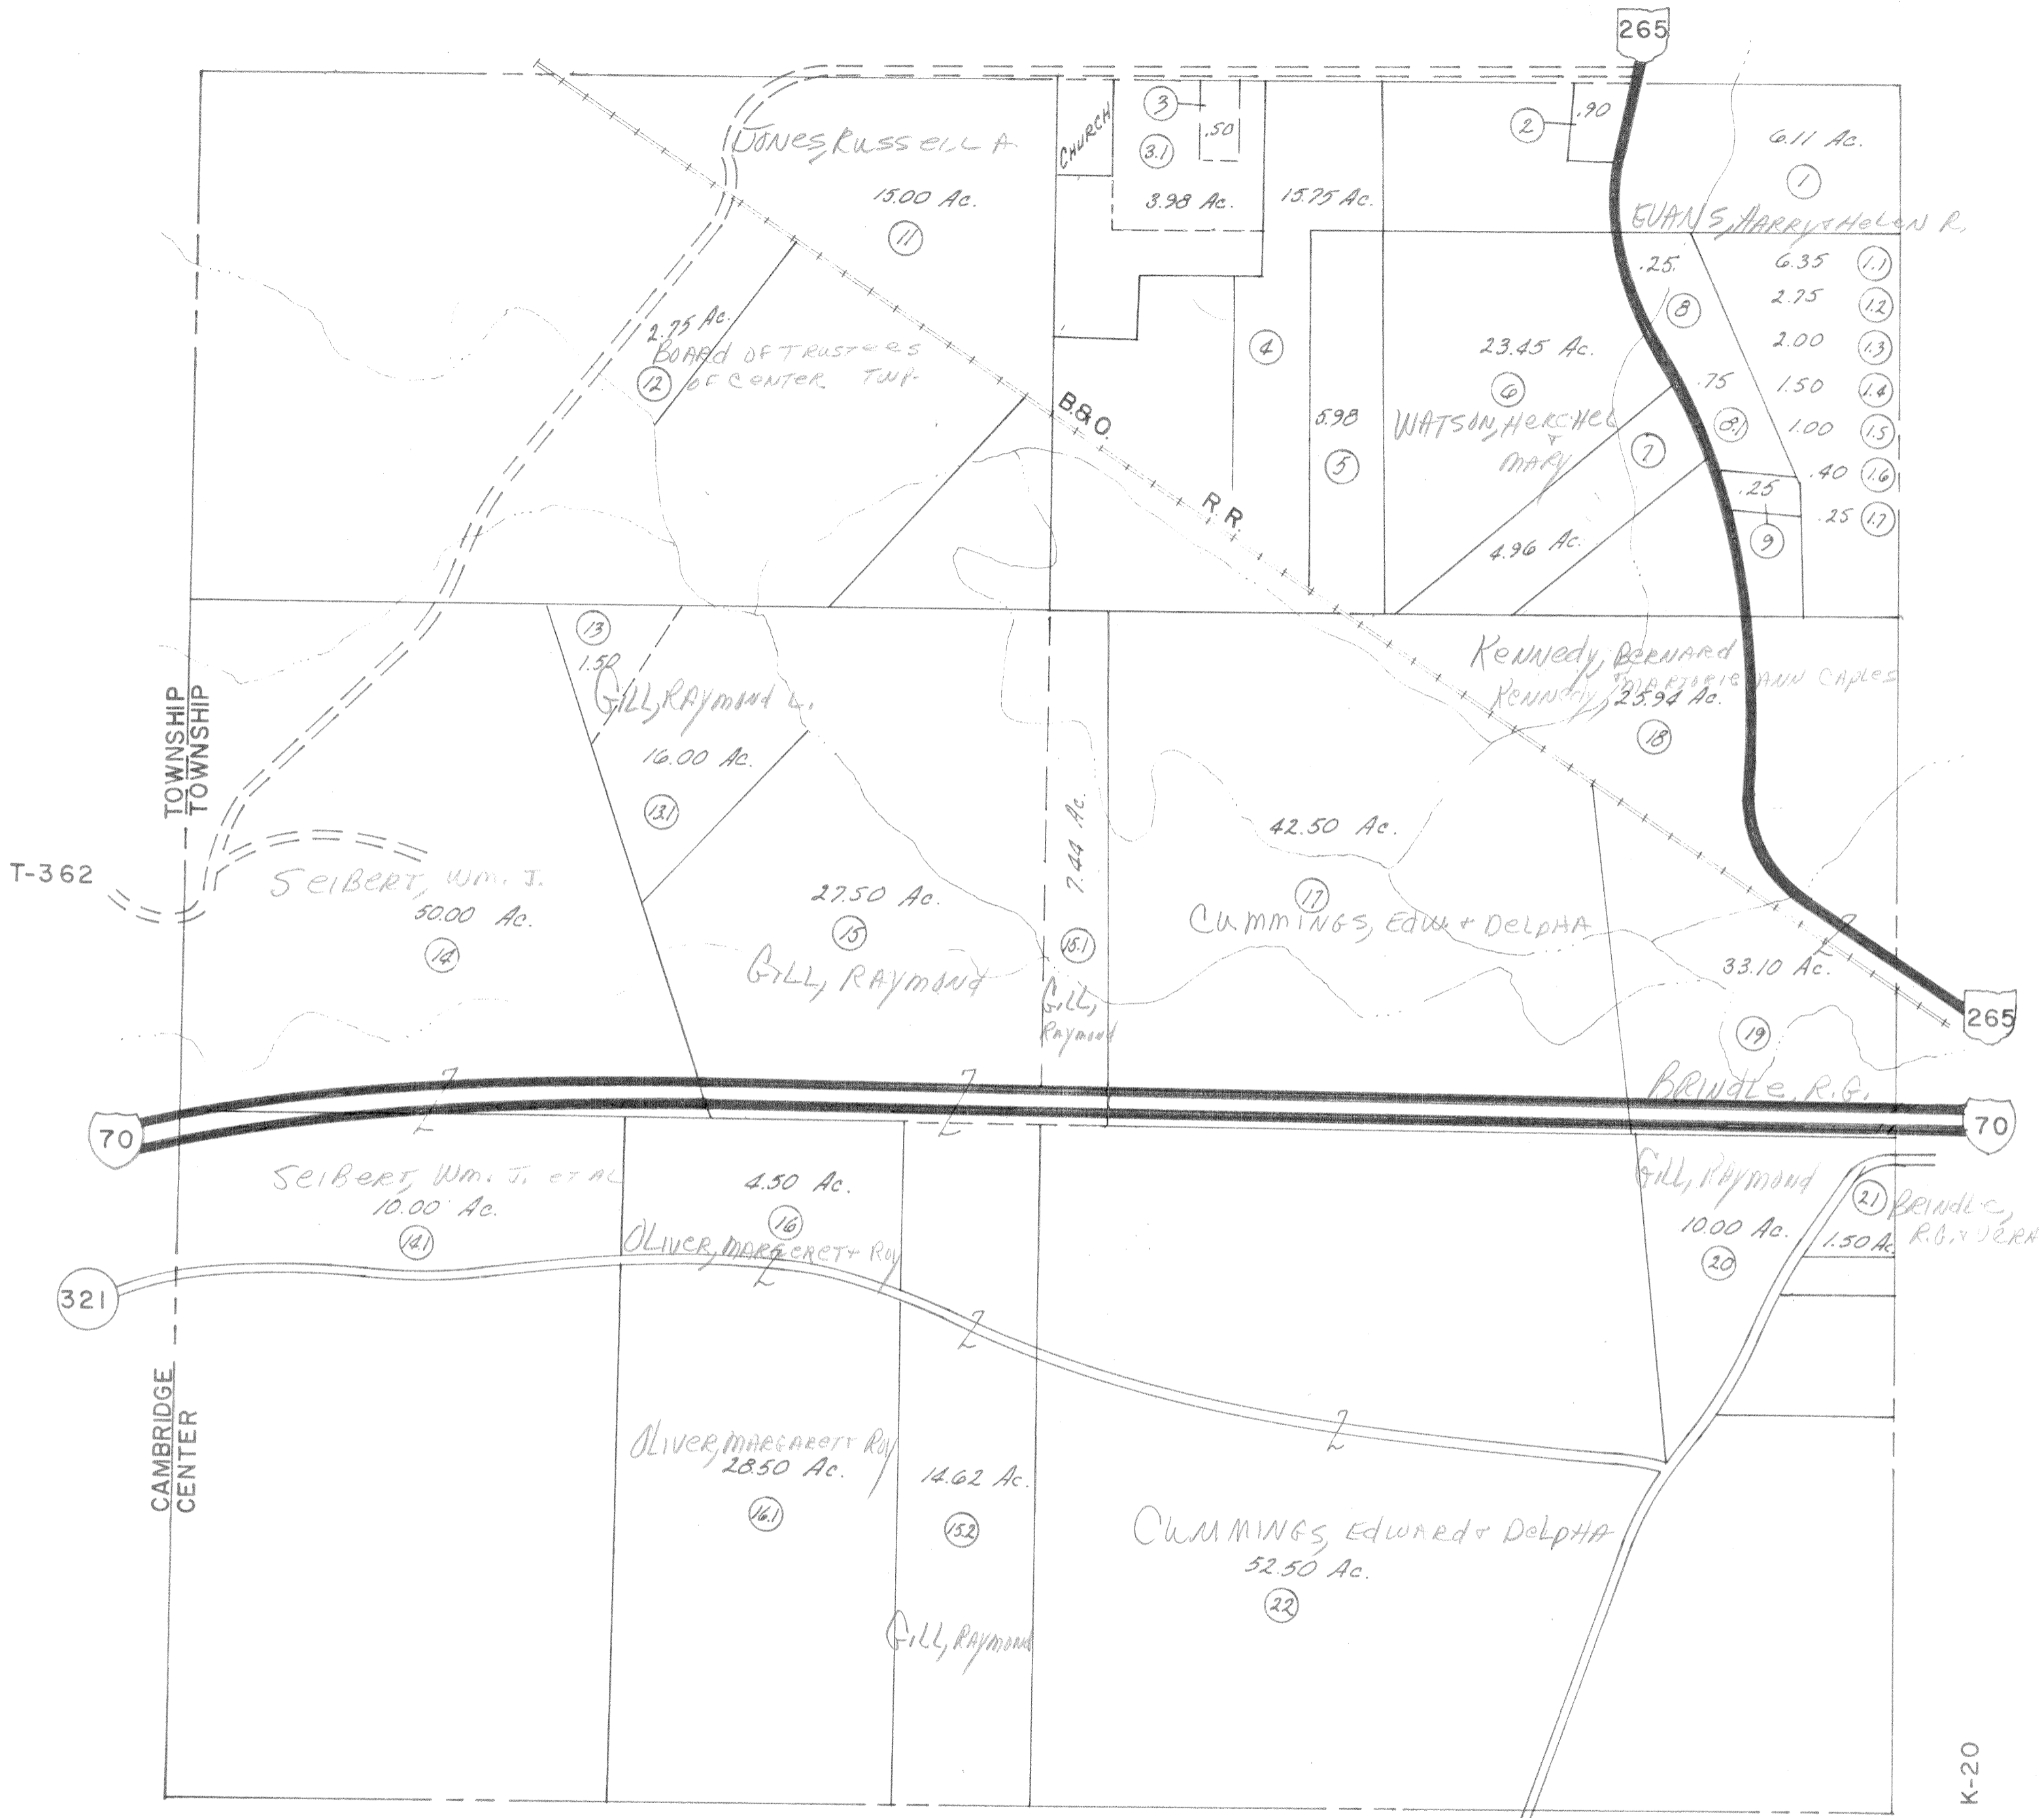 265
.90
2
3
.50
CHURCH
3.1
6.11 Ac.
1
JONES, RUSSELL A.
15.00 Ac.
11
3.98 Ac.
15.75 Ac.
EVANS, HARRY & HELEN R.
.25
6.35 1.1
8
2.75 1.2
2.00 1.3
2.75 Ac.
BOARD OF TRUSTEES
OF CENTER TWP.
12
4
23.45 Ac.
6
.75
1.50 1.4
B.&O.
5.98
5
WATSON, HERCHEL
&
MARY
7
8.1
1.00 1.5
.40 1.6
.25
.25 1.7
R.R.
4.96 Ac.
9
13
1.50
GILL, RAYMOND L.
16.00 Ac.
13.1
KENNEDY, BERNARD
KENNEDY, MARJORIE ANN CAPLES
25.94 Ac.
18
TOWNSHIP
TOWNSHIP
7.44 Ac.
42.50 Ac.
17
T-362
SEIBERT, WM. J.
50.00 Ac.
14
27.50 Ac.
15
15.1
CUMMINGS, EDW. & DELPHA
GILL, RAYMOND
GILL,
RAYMOND
33.10 Ac.
19
265
BRINDLE, R.G.
70
70
SEIBERT, WM. J. ET AL
10.00 Ac.
14.1
4.50 Ac.
16
OLIVER, MARGERET & ROY
GILL, RAYMOND
10.00 Ac.
20
21
BRINDLE,
R.G. & VERA
1.50 Ac.
321
CAMBRIDGE
CENTER
OLIVER, MARGARET & ROY
28.50 Ac.
16.1
14.62 Ac.
15.2
GILL, RAYMOND
CUMMINGS, EDWARD & DELPHA
52.50 Ac.
22
K-20